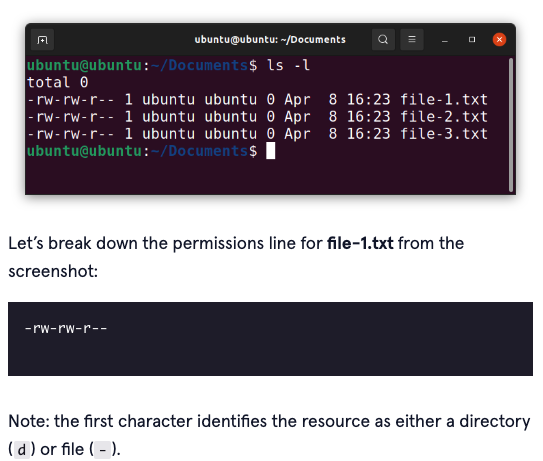 ubuntu@ubuntu: ~/Documents
ubuntu@ubuntu:~/Documents$ ls -l
total 0
-rw-rw-r-- 1 ubuntu ubuntu 0 Apr  8 16:23 file-1.txt
-rw-rw-r-- 1 ubuntu ubuntu 0 Apr  8 16:23 file-2.txt
-rw-rw-r-- 1 ubuntu ubuntu 0 Apr  8 16:23 file-3.txt
ubuntu@ubuntu:~/Documents$
Let’s break down the permissions line for file-1.txt from the
screenshot:
-rw-rw-r--
Note: the first character identifies the resource as either a directory
(d) or file (-).